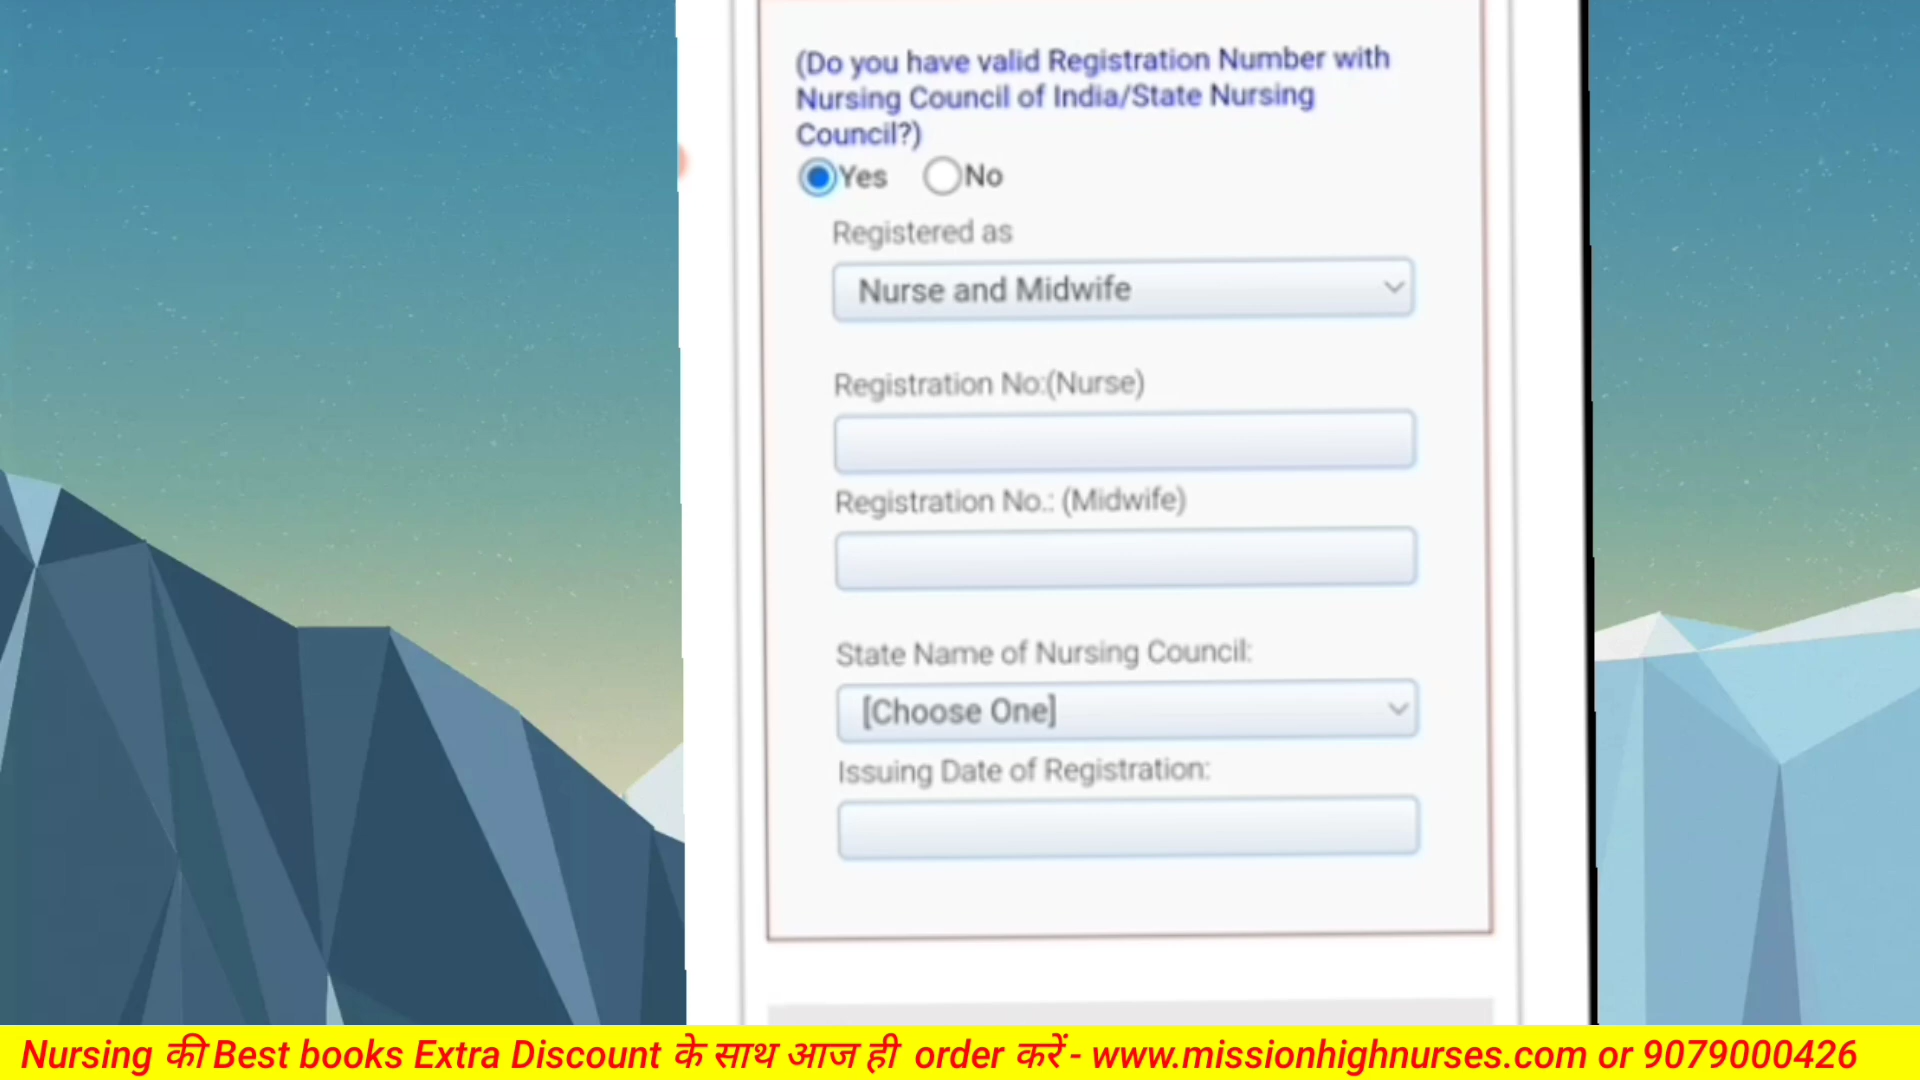 (Do you have valid Registration Number with
Nursing Council of India/State Nursing
Council?)
Yes No
Registered as
Nurse and Midwife
Registration No:(Nurse)
Registration No.: (Midwife)
State Name of Nursing Council:
[Choose One]
Issuing Date of Registration:
Nursing की Best books Extra Discount के साथ आज ही order करें - www.missionhighnurses.com or 9079000426